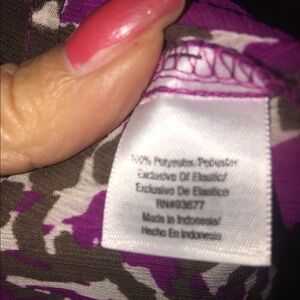 100% Polyester/Poliester
Exclusive Of Elastic/
Exclusivo De Elastico
RN#93677
Made In Indonesia/
Hecho En Indonesia